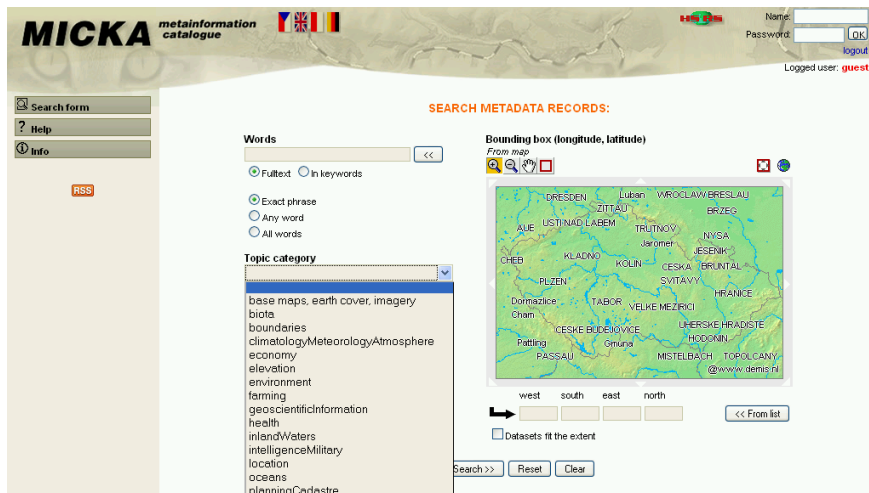 MICKA metainformation catalogue
HS RS
Name:
Password: OK
logout
Logged user: guest
Search form
? Help
Info
RSS
SEARCH METADATA RECORDS:
Words
<<
Fulltext In keywords
Exact phrase
Any word
All words
Topic category
base maps, earth cover, imagery
biota
boundaries
climatologyMeteorologyAtmosphere
economy
elevation
environment
farming
geoscientificInformation
health
inlandWaters
intelligenceMilitary
location
oceans
planningCadastre
Bounding box (longitude, latitude)
From map
DRESDEN Luban WROCLAW BRESLAU
ZITTAU BRZEG
AUE USTI NAD LABEM TRUTNOV NYSA
Jaromer JESENIK
CHEB KLADNO KOLIN CESKA BRUNTAL
PLZEN SVITAVY
HRANICE
Domazlice TABOR VELKE MEZIRICI
Cham
CESKE BUDEJOVICE UHERSKE HRADISTE
Pattling Gmuna HODONIN
PASSAU MISTELBACH TOPOLCANY
@www.demis.nl
west south east north
<< From list
Datasets fit the extent
Search >> Reset Clear